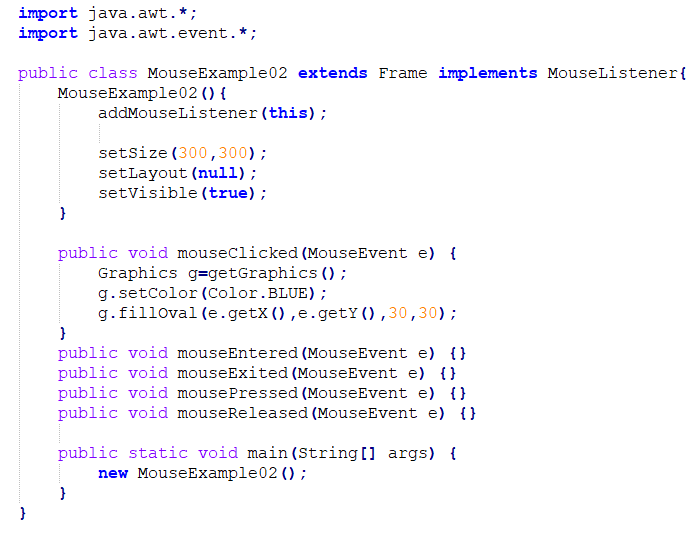 import java.awt.*;
import java.awt.event.*;

public class MouseExample02 extends Frame implements MouseListener{
    MouseExample02(){
        addMouseListener(this);

        setSize(300,300);
        setLayout(null);
        setVisible(true);
    }

    public void mouseClicked(MouseEvent e) {
        Graphics g=getGraphics();
        g.setColor(Color.BLUE);
        g.fillOval(e.getX(),e.getY(),30,30);
    }
    public void mouseEntered(MouseEvent e) {}
    public void mouseExited(MouseEvent e) {}
    public void mousePressed(MouseEvent e) {}
    public void mouseReleased(MouseEvent e) {}

    public static void main(String[] args) {
        new MouseExample02();
    }
}